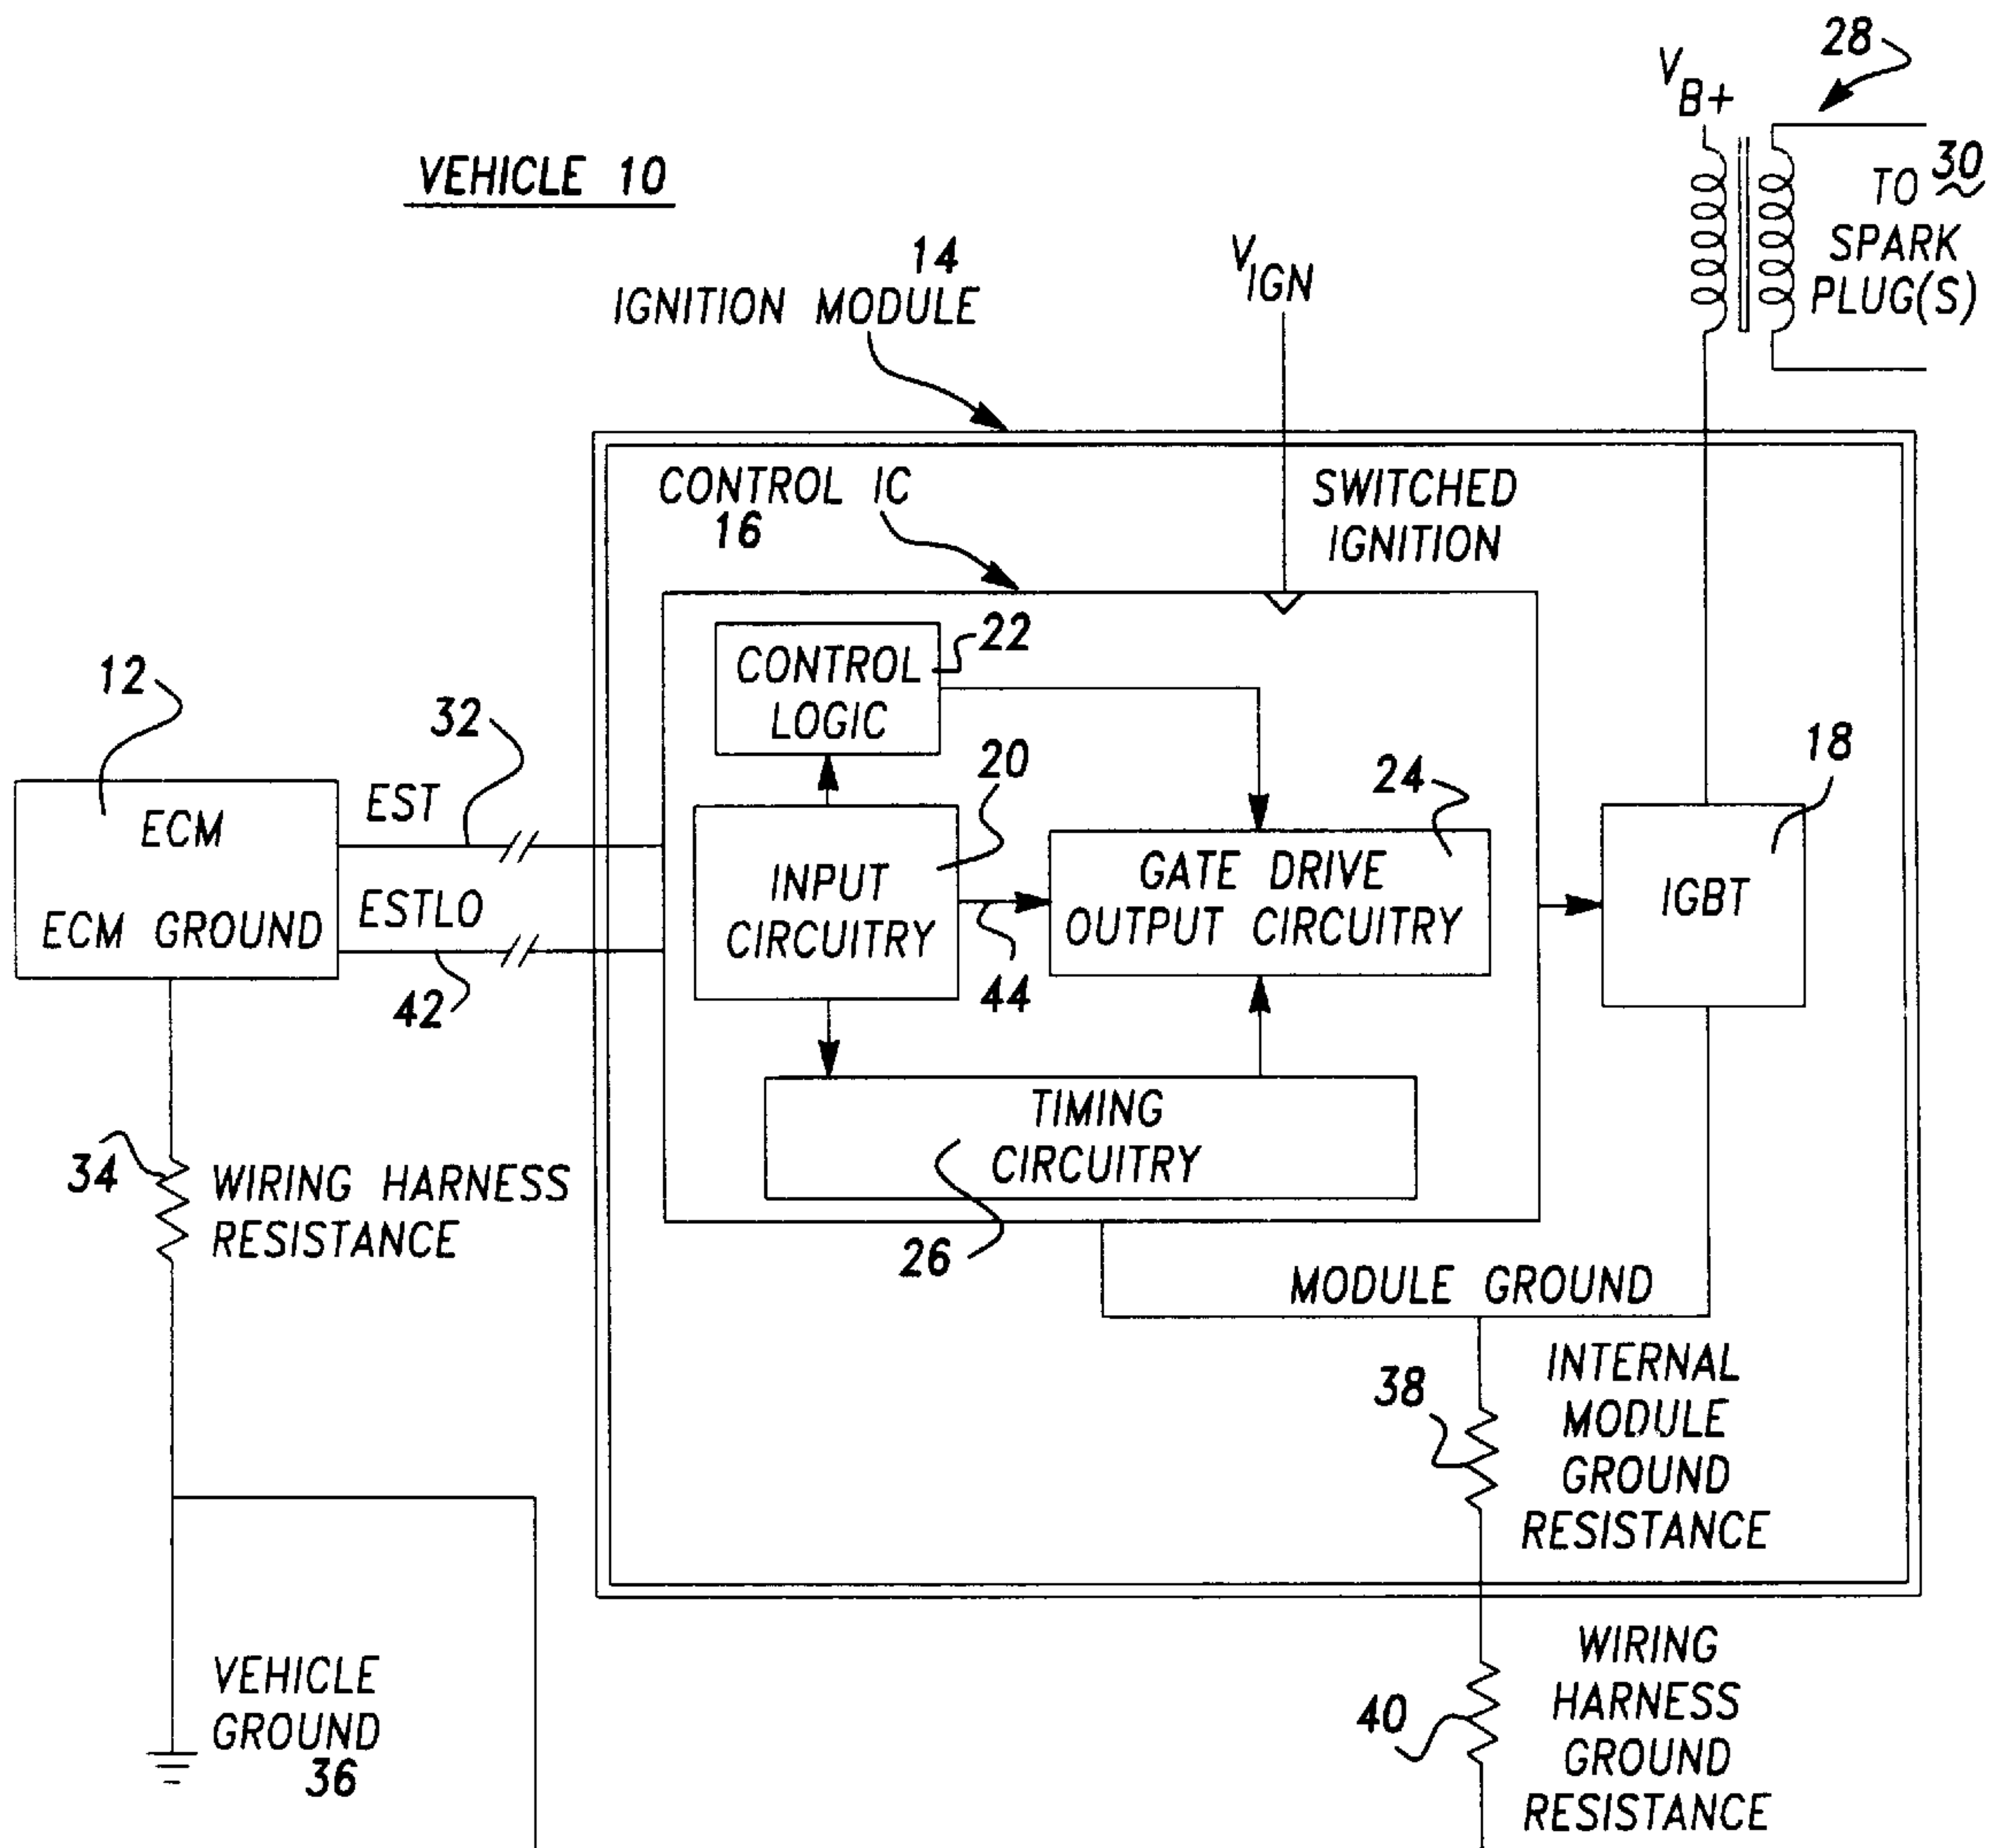 28
V B+
VEHICLE 10
30
TO
SPARK
PLUG(S)
14
IGNITION MODULE
V IGN
CONTROL IC
16
SWITCHED
IGNITION
22
CONTROL
LOGIC
12
32
20
24
18
EST
ECM
ESTLO
ECM GROUND
INPUT
CIRCUITRY
GATE DRIVE
OUTPUT CIRCUITRY
IGBT
42
44
TIMING
CIRCUITRY
34
WIRING HARNESS
RESISTANCE
26
MODULE GROUND
38
INTERNAL
MODULE
GROUND
RESISTANCE
VEHICLE
GROUND
36
40
WIRING
HARNESS
GROUND
RESISTANCE